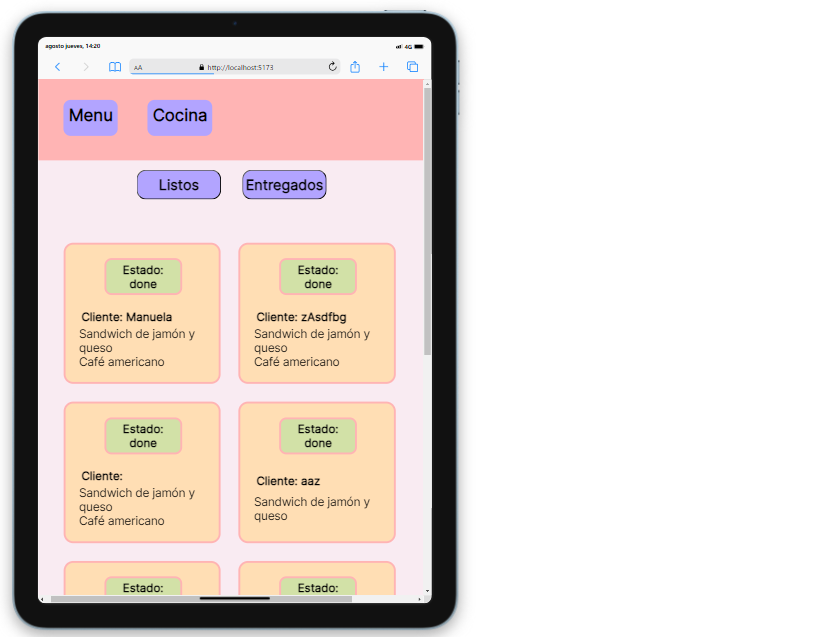 agosto jueves, 14:20
4G
AA
http://localhost:5173
Menu
Cocina
Listos
Entregados
Estado:
done
Cliente: Manuela
Sandwich de jamón y
queso
Café americano
Estado:
done
Cliente: zAsdfbg
Sandwich de jamón y
queso
Café americano
Estado:
done
Cliente:
Sandwich de jamón y
queso
Café americano
Estado:
done
Cliente: aaz
Sandwich de jamón y
queso
Estado:
Estado: